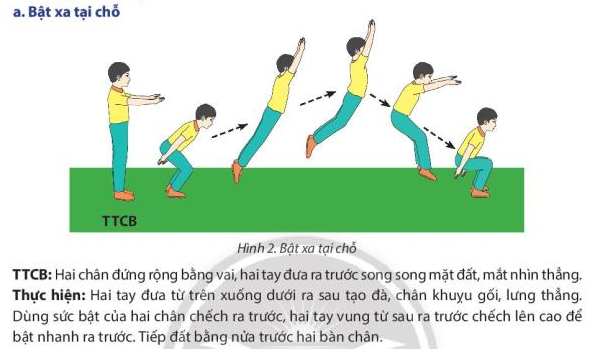 a. Bật xa tại chỗ
TTCB
Hình 2. Bật xa tại chỗ
TTCB: Hai chân đứng rộng bằng vai, hai tay đưa ra trước song song mặt đất, mắt nhìn thẳng.
Thực hiện: Hai tay đưa từ trên xuống dưới ra sau tạo đà, chân khuỵu gối, lưng thẳng.
Dùng sức bật của hai chân chếch ra trước, hai tay vung từ sau ra trước chếch lên cao để
bật nhanh ra trước. Tiếp đất bằng nửa trước hai bàn chân.